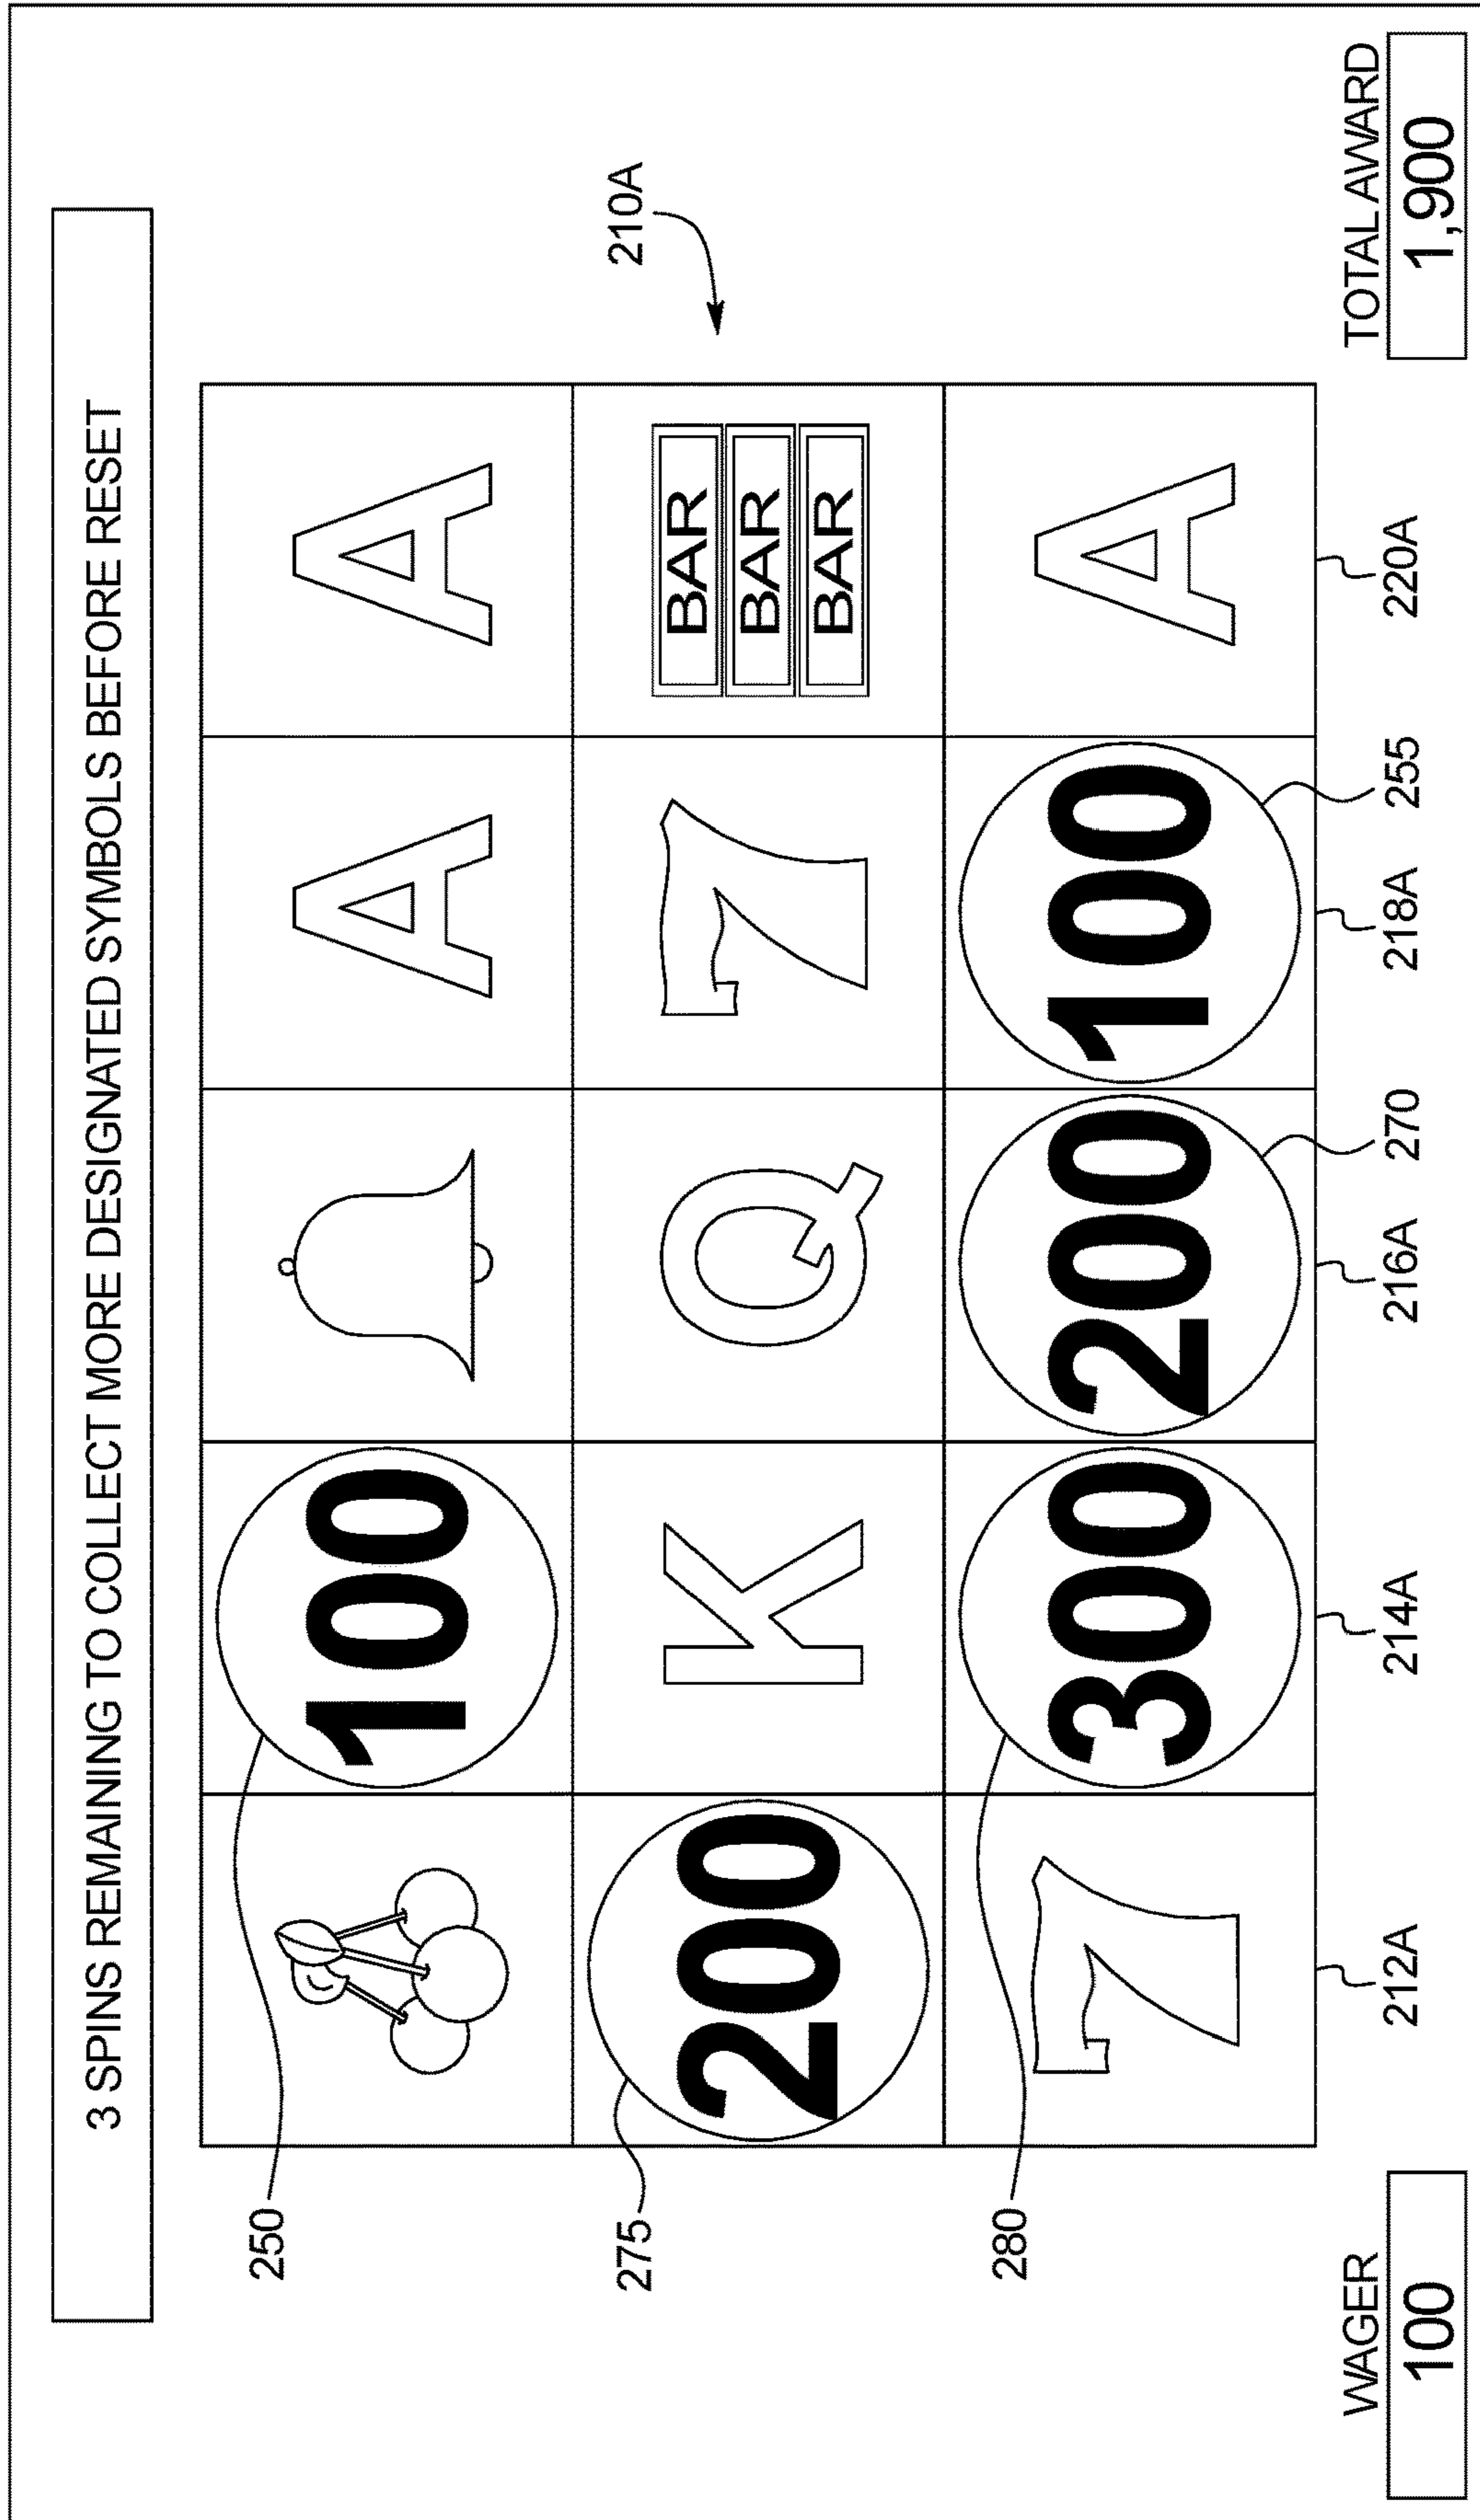 3 SPINS REMAINING TO COLLECT MORE DESIGNATED SYMBOLS BEFORE RESET
210A
250
100
A
A
275
200
K
Q
7
BAR
BAR
BAR
280
7
300
200
100
A
212A
214A
216A
270
218A
255
220A
WAGER
100
TOTAL AWARD
1,900